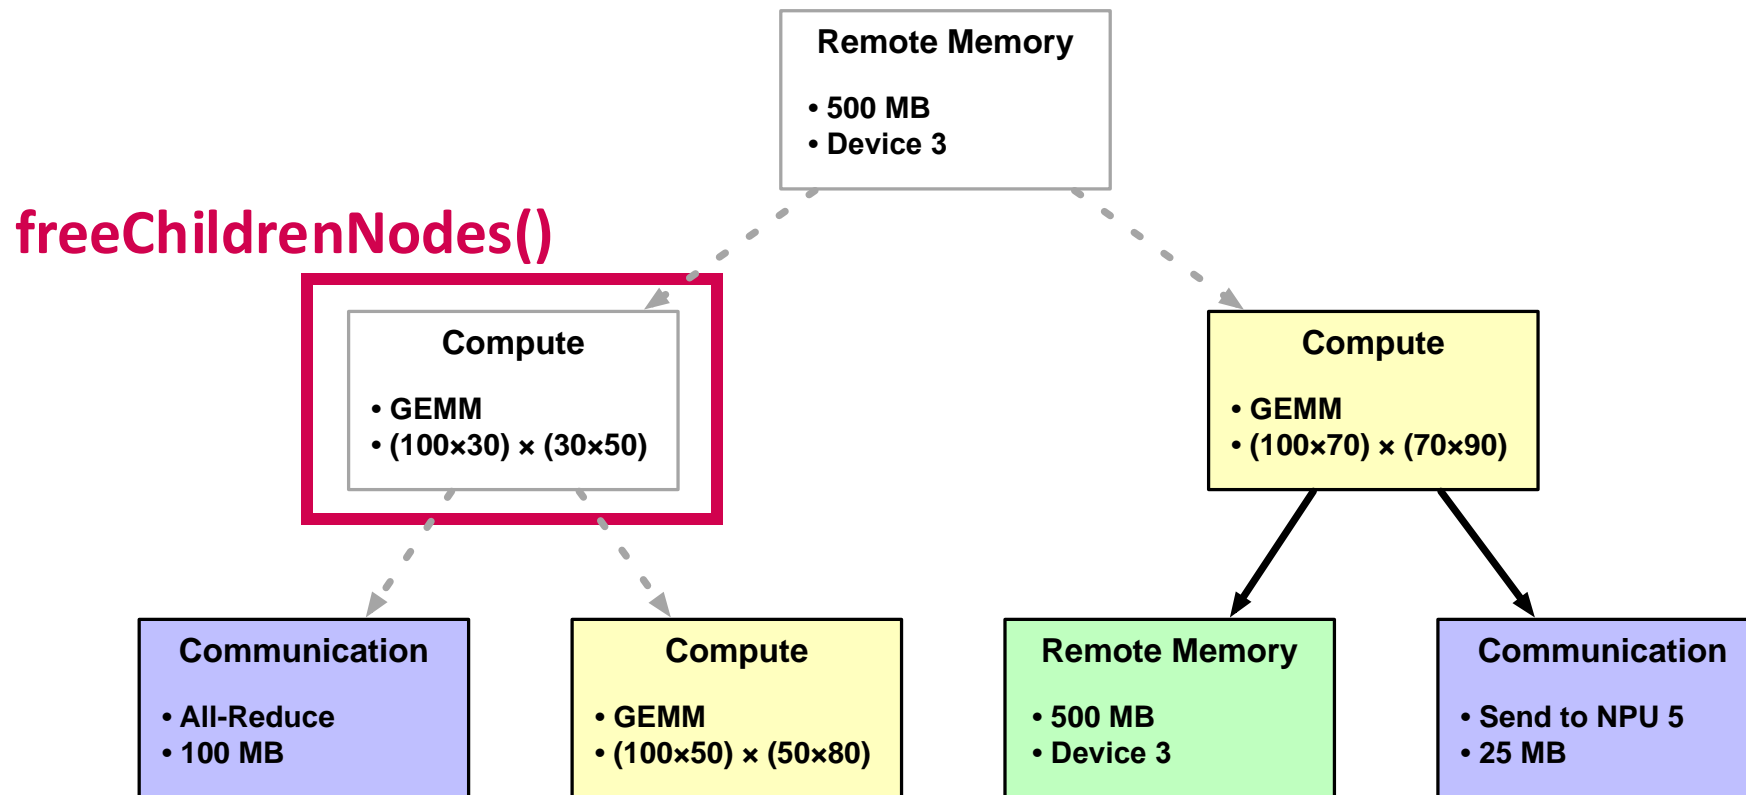 Remote Memory
• 500 MB
• Device 3
freeChildrenNodes()
Compute
• GEMM
• (100×30) × (30×50)
Compute
• GEMM
• (100×70) × (70×90)
Communication
• All-Reduce
• 100 MB
Compute
• GEMM
• (100×50) × (50×80)
Remote Memory
• 500 MB
• Device 3
Communication
• Send to NPU 5
• 25 MB